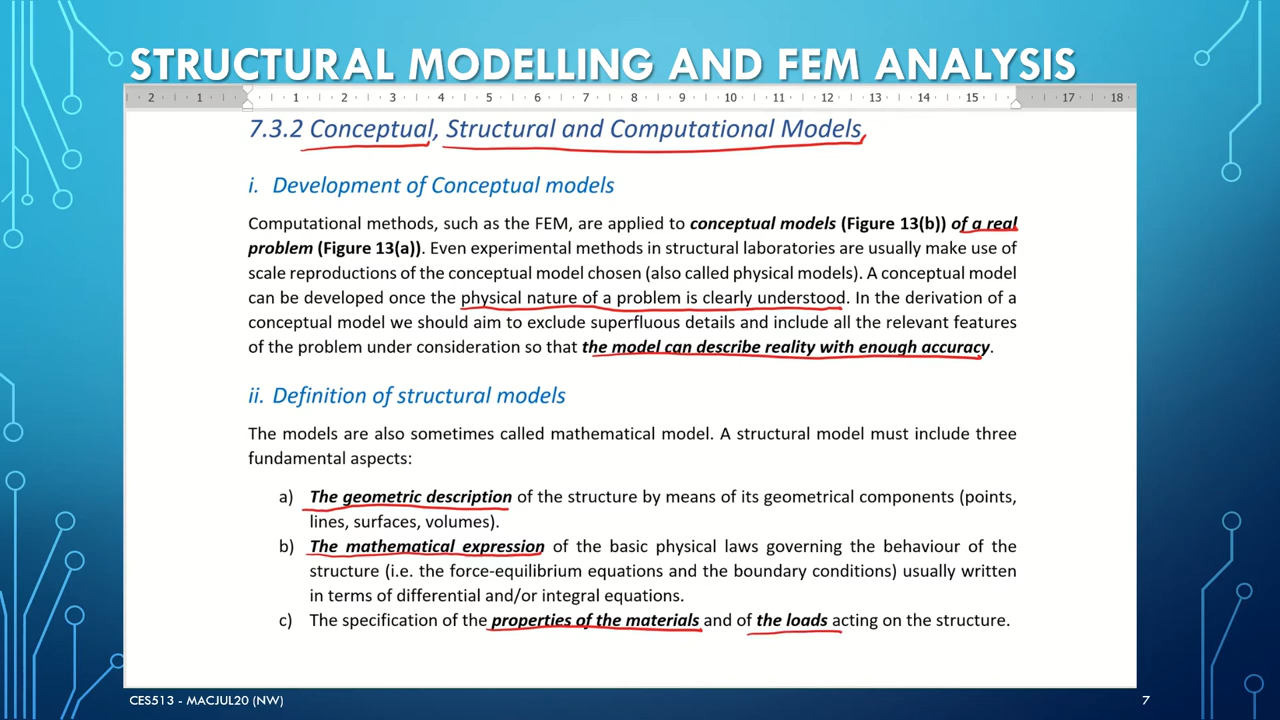 STRUCTURAL MODELLING AND FEM ANALYSIS
2 1 1 2 3 4 5 6 7 8 9 10 11 12 13 14 15 17 18
7.3.2 Conceptual, Structural and Computational Models
i. Development of Conceptual models
Computational methods, such as the FEM, are applied to conceptual models (Figure 13(b)) of a real
problem (Figure 13(a)). Even experimental methods in structural laboratories are usually make use of
scale reproductions of the conceptual model chosen (also called physical models). A conceptual model
can be developed once the physical nature of a problem is clearly understood. In the derivation of a
conceptual model we should aim to exclude superfluous details and include all the relevant features
of the problem under consideration so that the model can describe reality with enough accuracy.
ii. Definition of structural models
The models are also sometimes called mathematical model. A structural model must include three
fundamental aspects:
a) The geometric description of the structure by means of its geometrical components (points,
lines, surfaces, volumes).
b) The mathematical expression of the basic physical laws governing the behaviour of the
structure (i.e. the force-equilibrium equations and the boundary conditions) usually written
in terms of differential and/or integral equations.
c) The specification of the properties of the materials and of the loads acting on the structure.
CES513 - MACJUL20 (NW)
7